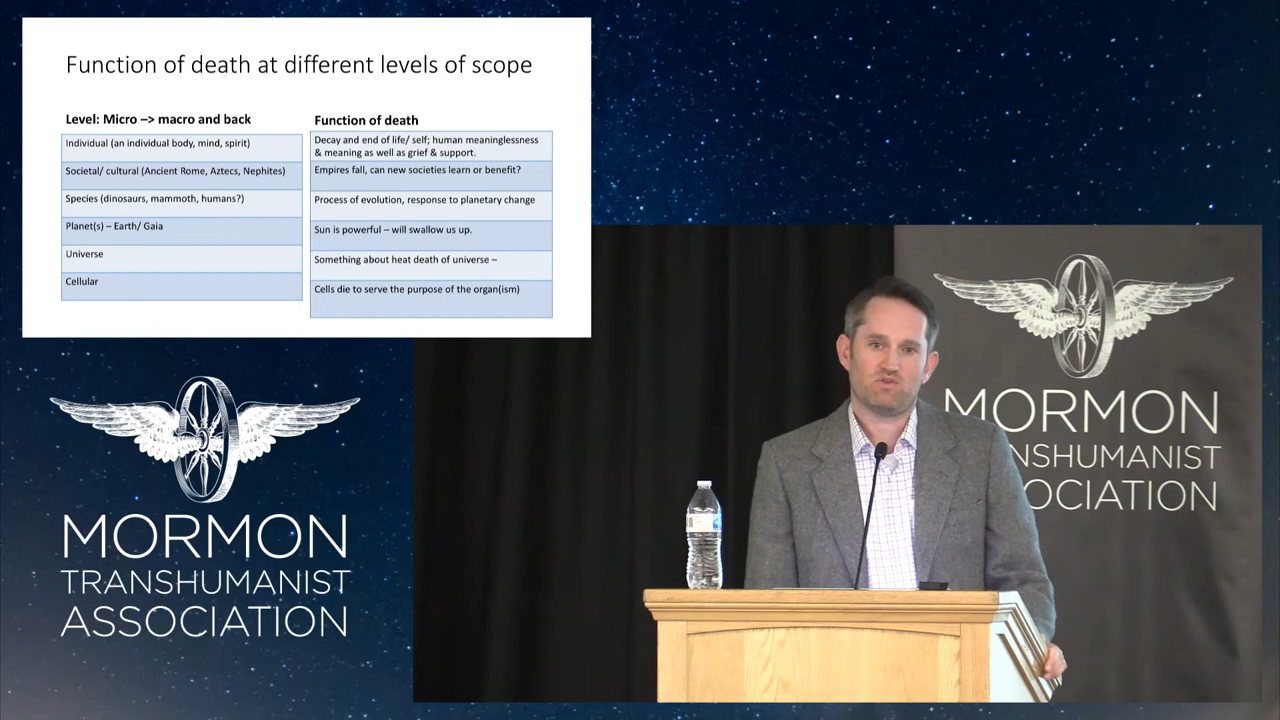 Function of death at different levels of scope
Level: Micro –> macro and back
Individual (an individual body, mind, spirit)
Societal/ cultural (Ancient Rome, Aztecs, Nephites)
Species (dinosaurs, mammoth, humans?)
Planet(s) – Earth/ Gaia
Universe
Cellular
Function of death
Decay and end of life/ self; human meaninglessness
& meaning as well as grief & support.
Empires fall, can new societies learn or benefit?
Process of evolution, response to planetary change
Sun is powerful – will swallow us up.
Something about heat death of universe –
Cells die to serve the purpose of the organ(ism)
MORMON
TRANSHUMANIST
ASSOCIATION
MORMON
NSHUMANIST
OCIATION